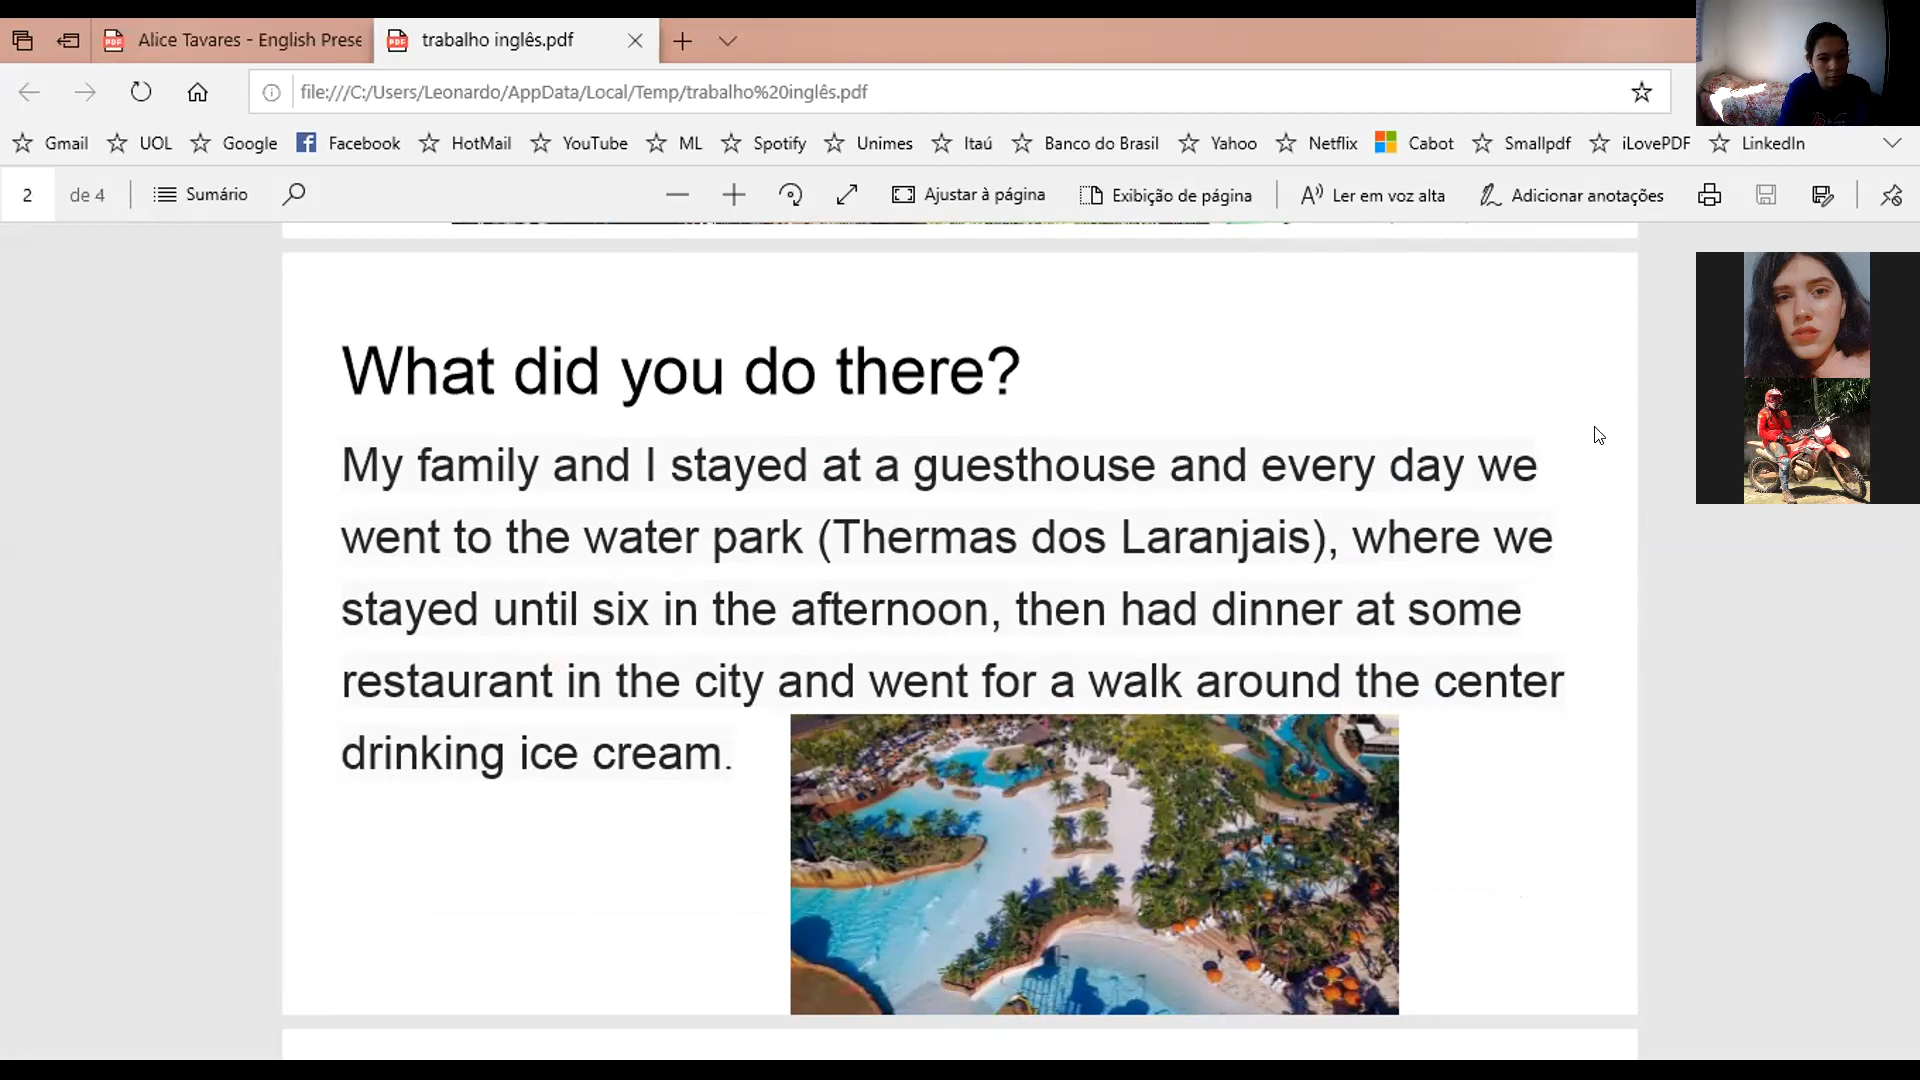 Alice Tavares - English Prese
trabalho inglês.pdf
file:///C:/Users/Leonardo/AppData/Local/Temp/trabalho%20inglês.pdf
Gmail UOL Google Facebook HotMail YouTube ML Spotify Unimes Itaú Banco do Brasil Yahoo Netflix Cabot Smallpdf iLovePDF LinkedIn
2 de 4 Sumário Ajustar à página Exibição de página Ler em voz alta Adicionar anotações
What did you do there?
My family and I stayed at a guesthouse and every day we
went to the water park (Thermas dos Laranjais), where we
stayed until six in the afternoon, then had dinner at some
restaurant in the city and went for a walk around the center
drinking ice cream.